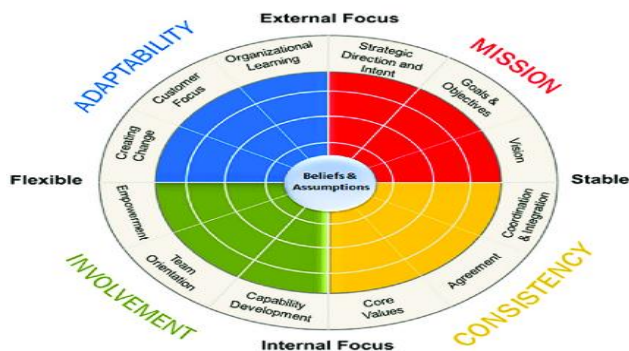 External Focus
ADAPTABILITY
MISSION
Organizational
Learning
Strategic
Direction and
Intent
Customer
Focus
Goals &
Objectives
Creating
Change
Vision
Flexible
Beliefs &
Assumptions
Stable
Empowerment
Coordination
& Integration
Team
Orientation
Agreement
Capability
Development
Core
Values
INVOLVEMENT
CONSISTENCY
Internal Focus